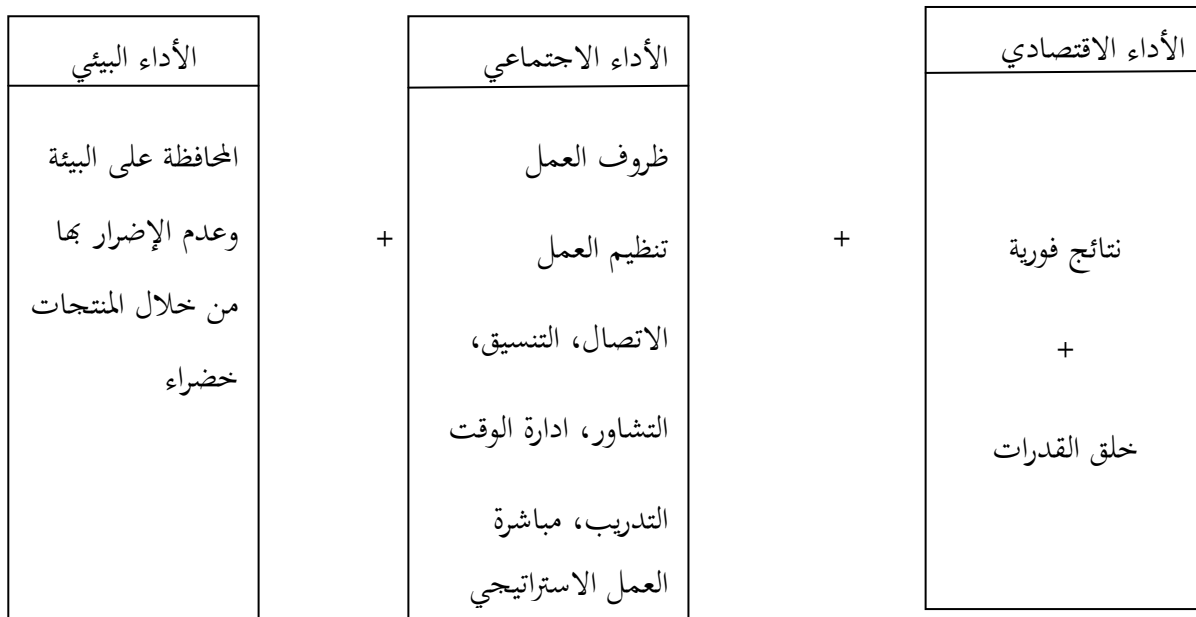 الأداء الاقتصادي
نتائج فورية
+
خلق القدرات
+
الأداء الاجتماعي
ظروف العمل
تنظيم العمل
الاتصال، التنسيق،
التشاور، ادارة الوقت
التدريب، مباشرة
العمل الاستراتيجي
+
الأداء البيئي
المحافظة على البيئة
وعدم الإضرار بها
من خلال المنتجات
خضراء